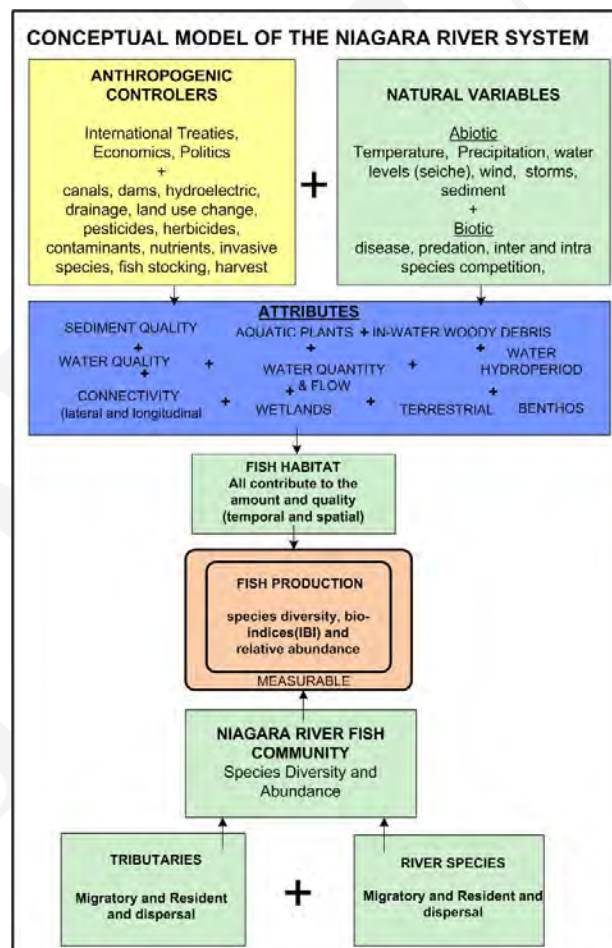 CONCEPTUAL MODEL OF THE NIAGARA RIVER SYSTEM
ANTHROPOGENIC
CONTROLERS
International Treaties,
Economics, Politics
+
canals, dams, hydroelectric,
drainage, land use change,
pesticides, herbicides,
contaminants, nutrients, invasive
species, fish stocking, harvest
+
NATURAL VARIABLES
Abiotic
Temperature, Precipitation, water
levels (seiche), wind, storms,
sediment
+
Biotic
disease, predation, inter and intra
species competition,
ATTRIBUTES
SEDIMENT QUALITY
AQUATIC PLANTS + IN-WATER WOODY DEBRIS
+ + +
WATER QUALITY + WATER QUANTITY
& FLOW + WATER
HYDROPERIOD
+ + +
CONNECTIVITY
(lateral and longitudinal + WETLANDS + TERRESTRIAL BENTHOS
FISH HABITAT
All contribute to the
amount and quality
(temporal and spatial)
FISH PRODUCTION
species diversity, bio-
indices(IBI) and
relative abundance
MEASURABLE
NIAGARA RIVER FISH
COMMUNITY
Species Diversity and
Abundance
TRIBUTARIES
Migratory and Resident
and dispersal
+
RIVER SPECIES
Migratory and Resident and
dispersal